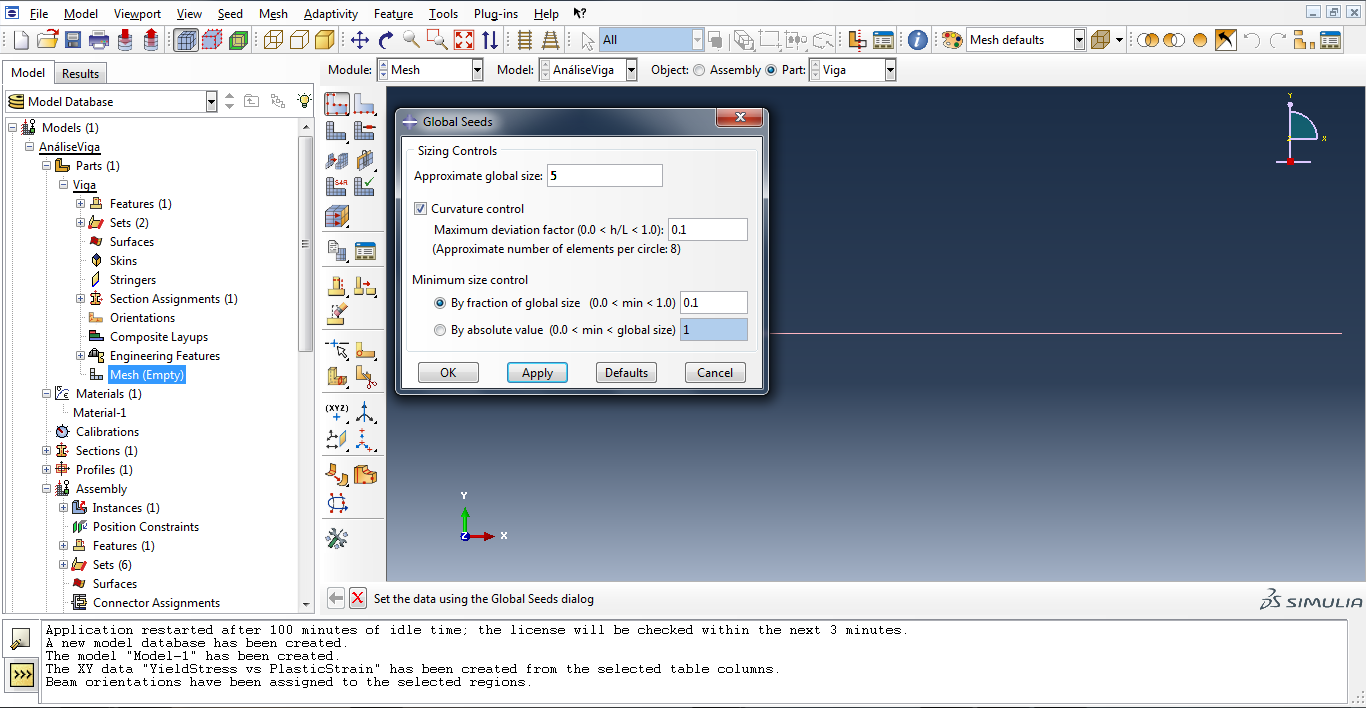 File Model Viewport View Seed Mesh Adaptivity Feature Tools Plug-ins Help ?
All Mesh defaults
Model Results
Module: Mesh Model: AnáliseViga Object: Assembly Part: Viga
Model Database
Models (1)
AnáliseViga
Parts (1)
Viga
Features (1)
Sets (2)
Surfaces
Skins
Stringers
Section Assignments (1)
Orientations
Composite Layups
Engineering Features
Mesh (Empty)
Materials (1)
Material-1
Calibrations
Sections (1)
Profiles (1)
Assembly
Instances (1)
Position Constraints
Features (1)
Sets (6)
Surfaces
Connector Assignments
S4R
(XYZ)
Global Seeds
Sizing Controls
Approximate global size: 5
Curvature control
Maximum deviation factor (0.0 < h/L < 1.0): 0.1
(Approximate number of elements per circle: 8)
Minimum size control
By fraction of global size (0.0 < min < 1.0) 0.1
By absolute value (0.0 < min < global size) 1
OK Apply Defaults Cancel
Y
X
Z
Y
Z X
Set the data using the Global Seeds dialog
SIMULIA
Application restarted after 100 minutes of idle time; the license will be checked within the next 3 minutes.
A new model database has been created.
The model "Model-1" has been created.
The XY data "YieldStress vs PlasticStrain" has been created from the selected table columns.
Beam orientations have been assigned to the selected regions.
>>>